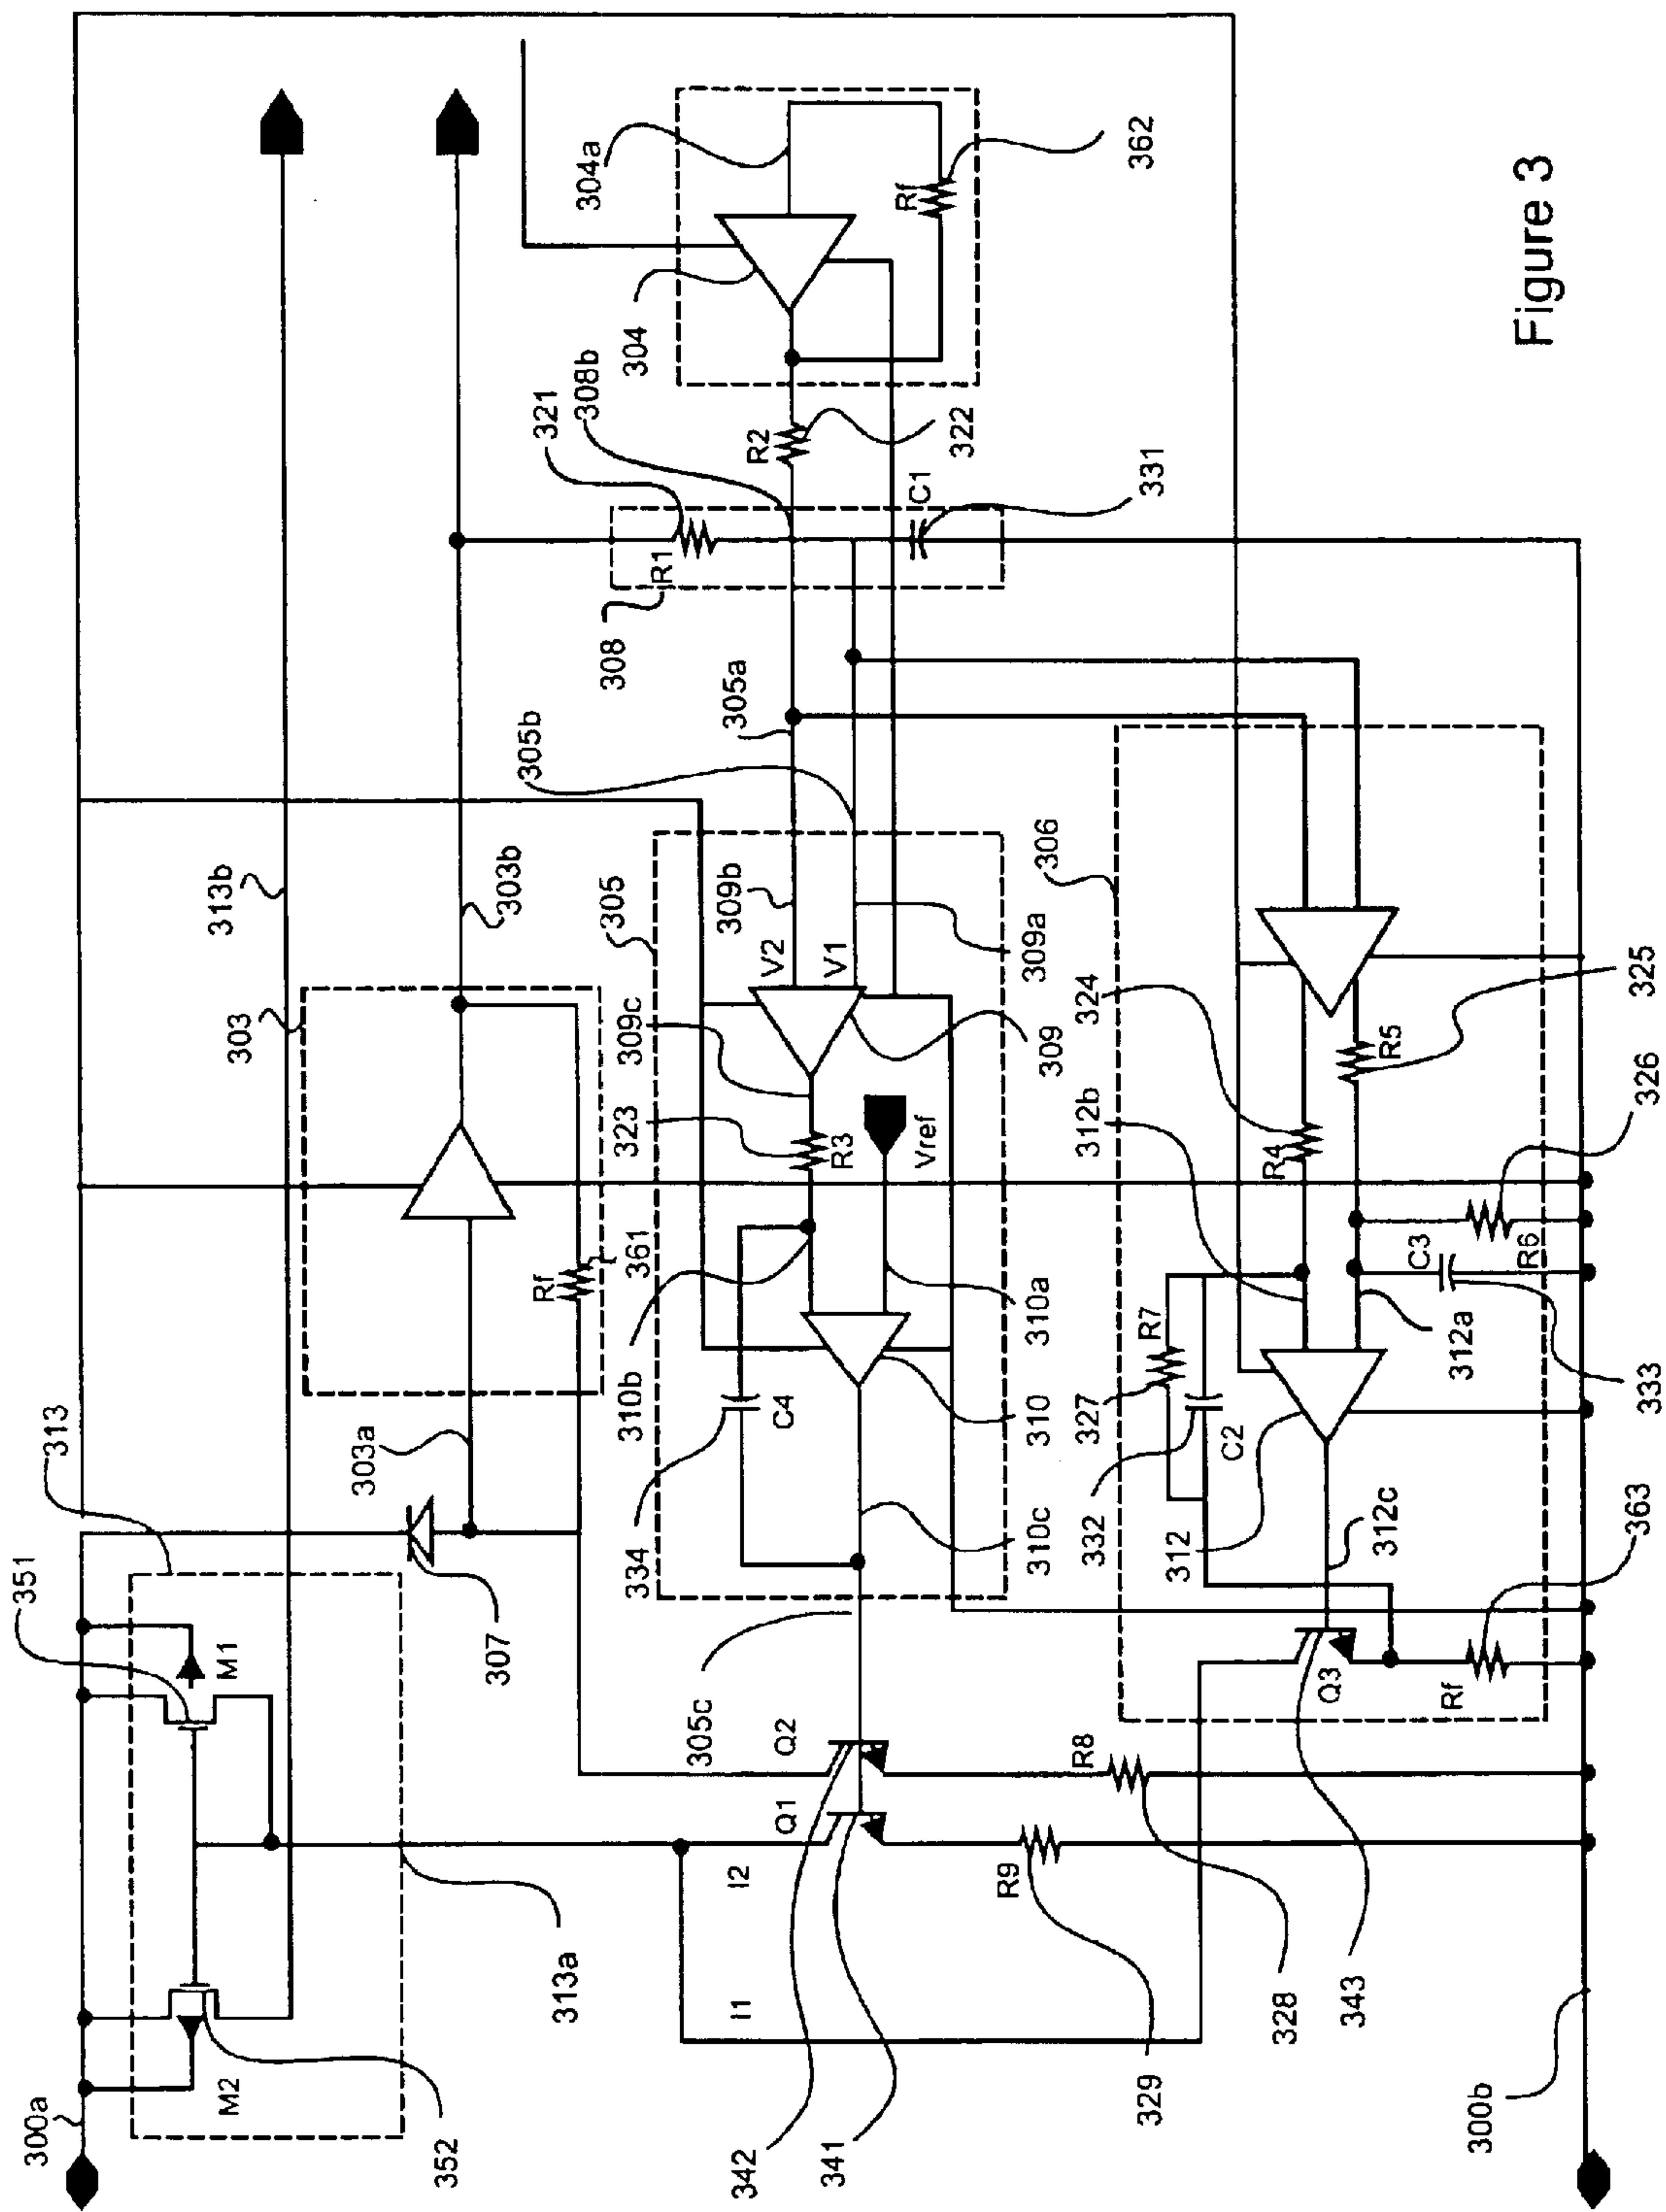 300a
M2
352
351
M1
313
313a
307
303a
303
313b
303b
Rf
361
304a
304
Rf
362
321
308b
R2
322
R1
308
C1
331
305a
305b
305
309b
V2
V1
309a
309c
309
323
R3
Vref
310b
310a
334
C4
310
310c
305c
Q2
Q1
I2
I1
342
341
R8
R9
329
328
343
306
324
325
R5
R4
326
312b
C3
R6
R7
327
C2
332
312
312a
333
312c
363
Q3
Rf
300b
Figure 3